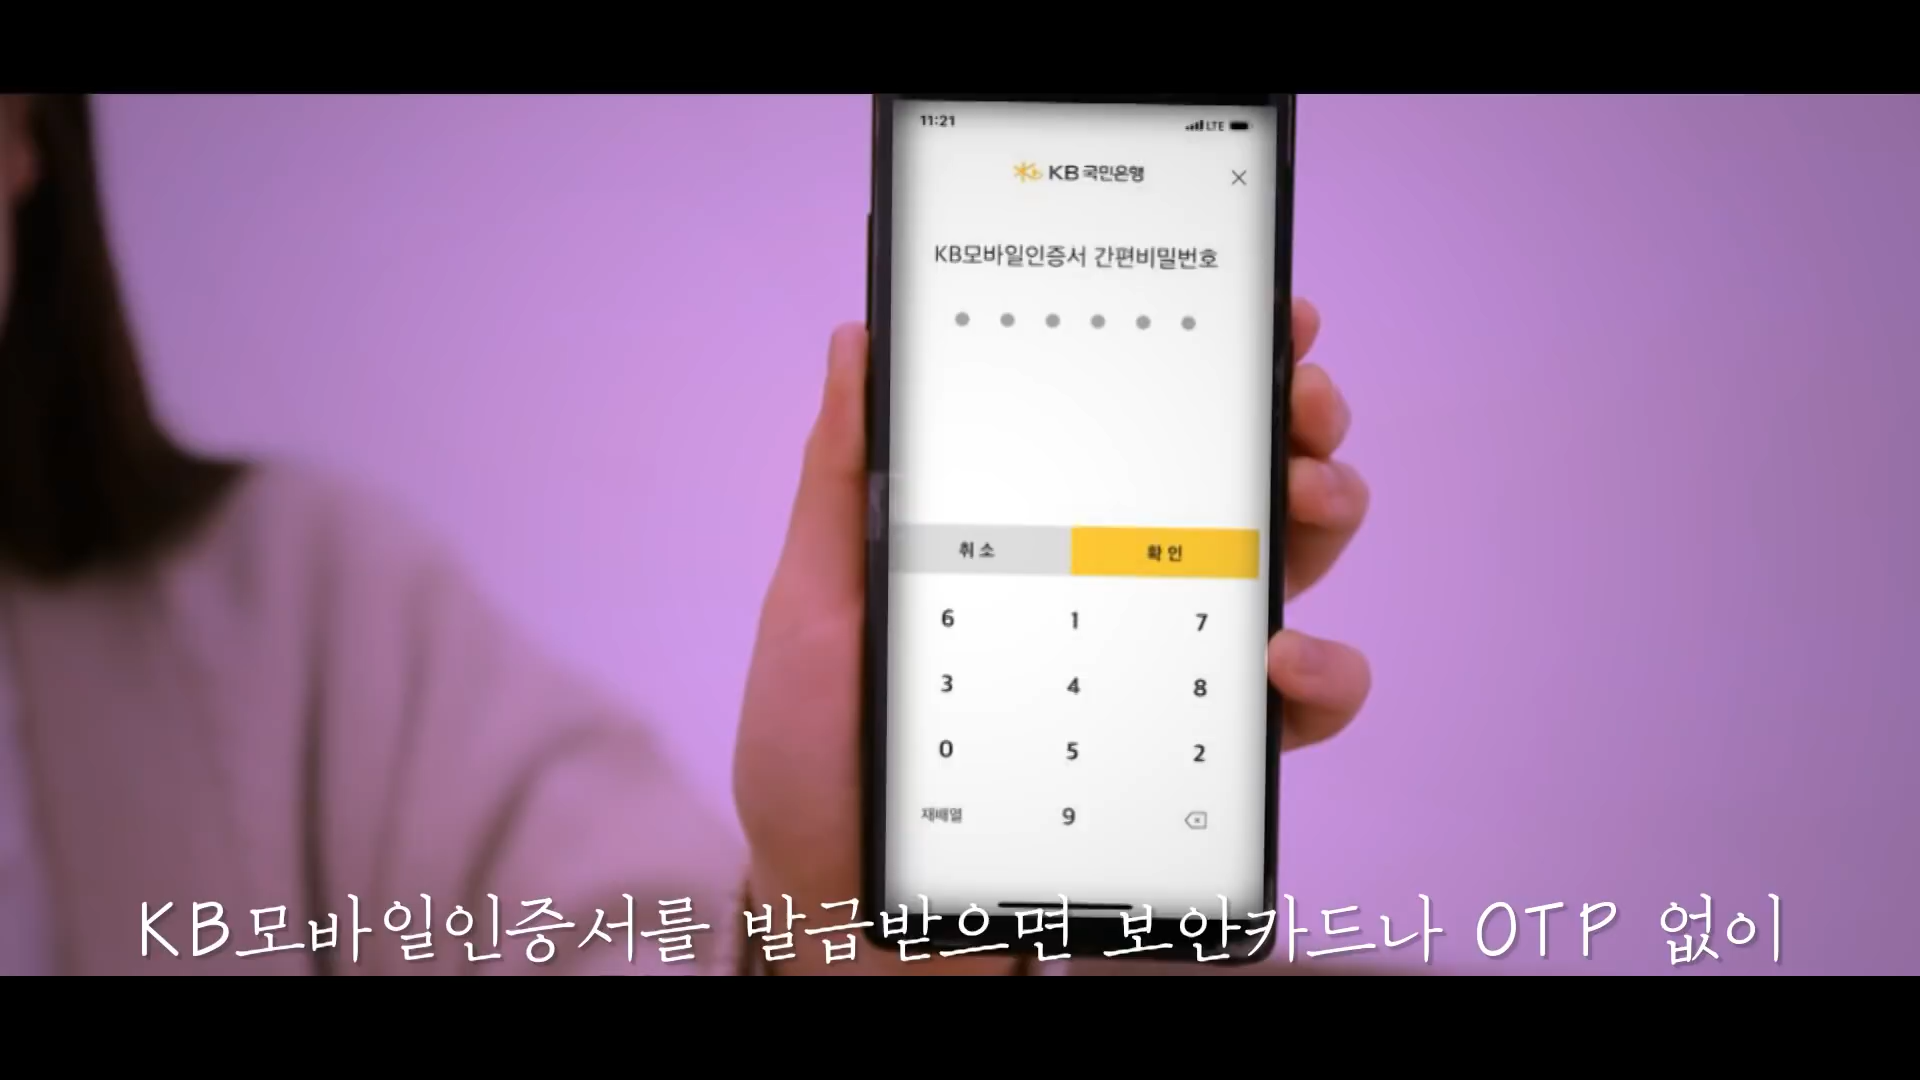 11:21
LTE
KB국민은행
KB모바일인증서 간편비밀번호
취소 확인
6 1 7
3 4 8
0 5 2
재배열 9
KB모바일인증서를 발급받으면 보안카드나 OTP 없이